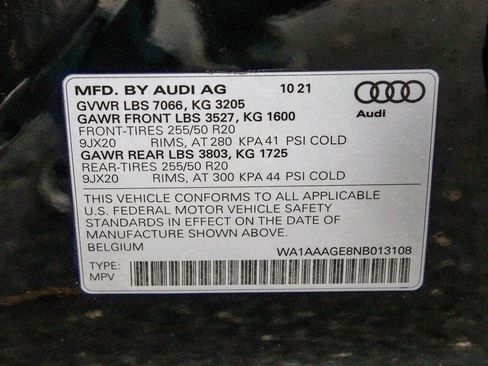 MFD. BY AUDI AG 10 21
GVWR LBS 7066, KG 3205
GAWR FRONT LBS 3527, KG 1600
FRONT-TIRES 255/50 R20
9JX20 RIMS, AT 280 KPA 41 PSI COLD
GAWR REAR LBS 3803, KG 1725
REAR-TIRES 255/50 R20
9JX20 RIMS, AT 300 KPA 44 PSI COLD
Audi
THIS VEHICLE CONFORMS TO ALL APPLICABLE
U.S. FEDERAL MOTOR VEHICLE SAFETY
STANDARDS IN EFFECT ON THE DATE OF
MANUFACTURE SHOWN ABOVE.
BELGIUM WA1AAAGE8NB013108
TYPE:
MPV